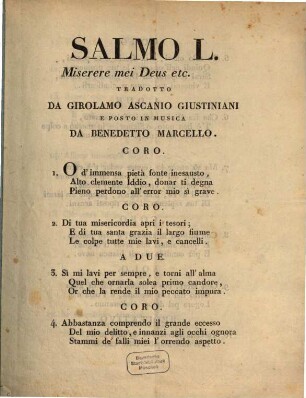 SALMO L.
Miserere mei Deus etc.
TRADOTTO
DA GIROLAMO ASCANIO GIUSTINIANI
E POSTO IN MUSICA
DA BENEDETTO MARCELLO.
CORO.
1. O d'immensa pietà fonte inesausto,
Alto clemente Iddio, donar ti degna
Pieno perdono all'error mio sì grave.
CORO.
2. Di tua misericordia apri i tesori;
E di tua santa grazia il largo fiume
Le colpe tutte mie lavi, e cancelli.
A DUE.
3. Sì mi lavi per sempre, e torni all'alma
Quel che ornarla solea primo candore,
Or che la rende il mio peccato impura.
CORO.
4. Abbastanza comprendo il grande eccesso
Del mio delitto, e innanzi agli occhi ognora
Stammi de' falli miei l'orrendo aspetto.
Bayerische
Staatsbibliothek
München